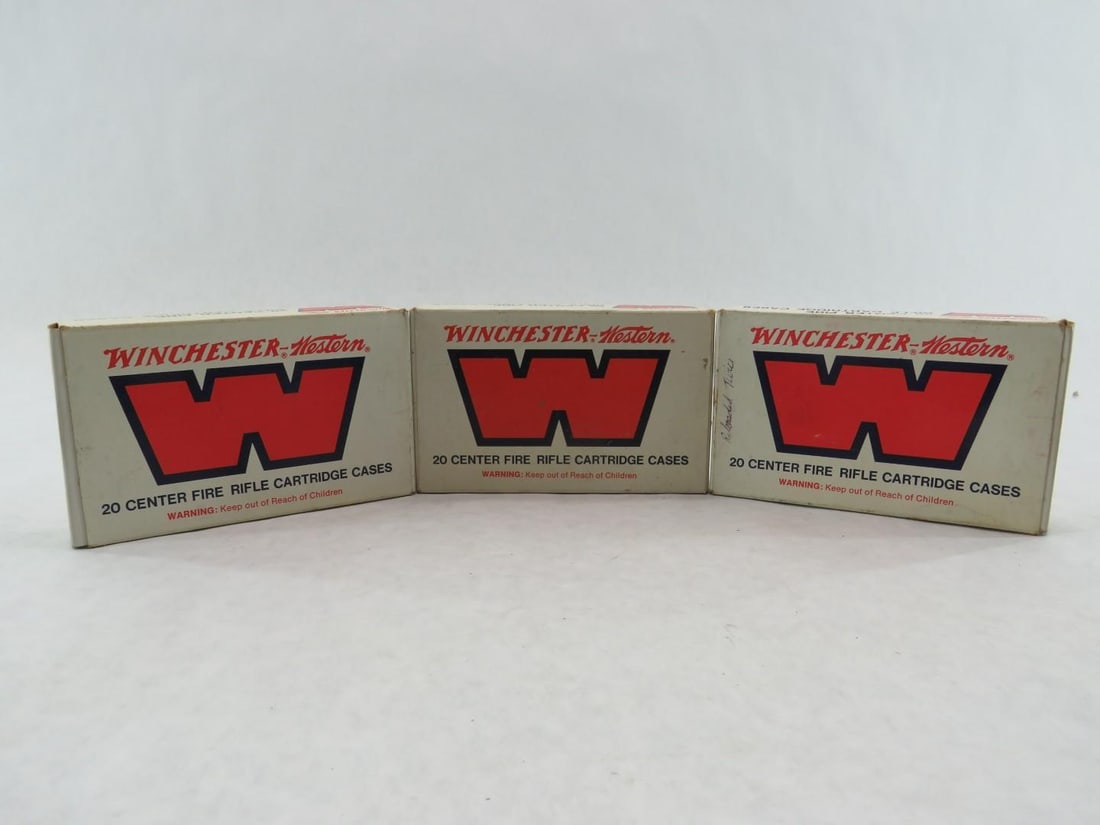 WINCHESTER®-Western®
W
20 CENTER FIRE RIFLE CARTRIDGE CASES
WARNING: Keep out of Reach of Children
WINCHESTER®-Western®
W
20 CENTER FIRE RIFLE CARTRIDGE CASES
WARNING: Keep out of Reach of Children
Reloaded Twice
WINCHESTER®-Western®
W
20 CENTER FIRE RIFLE CARTRIDGE CASES
WARNING: Keep out of Reach of Children